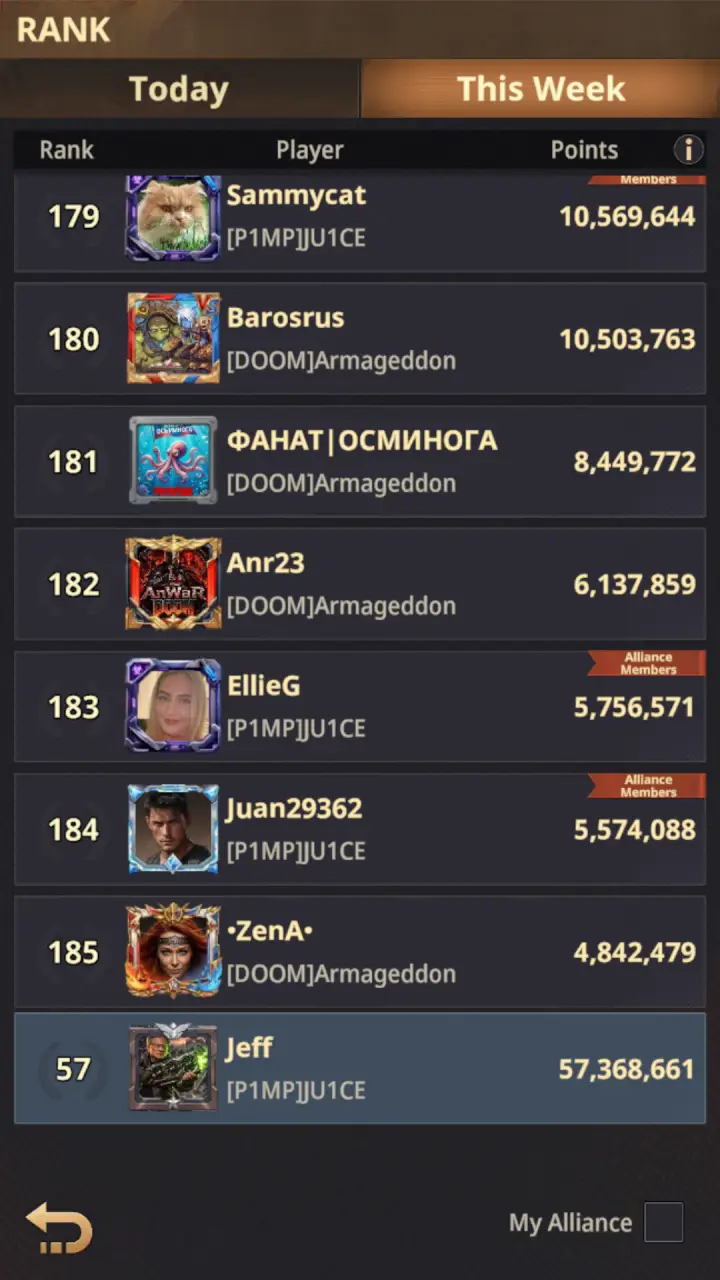 RANK
Today
This Week
Rank
Player
Points
i
Members
179
Sammycat
[P1MP]JU1CE
10,569,644
180
Barosrus
[DOOM]Armageddon
10,503,763
181
ФАНАТ|ОСМИНОГА
[DOOM]Armageddon
8,449,772
182
AnWaR
DOOM
Anr23
[DOOM]Armageddon
6,137,859
183
EllieG
[P1MP]JU1CE
Alliance
Members
5,756,571
184
Juan29362
[P1MP]JU1CE
Alliance
Members
5,574,088
185
•ZenA•
[DOOM]Armageddon
4,842,479
57
Jeff
[P1MP]JU1CE
57,368,661
My Alliance